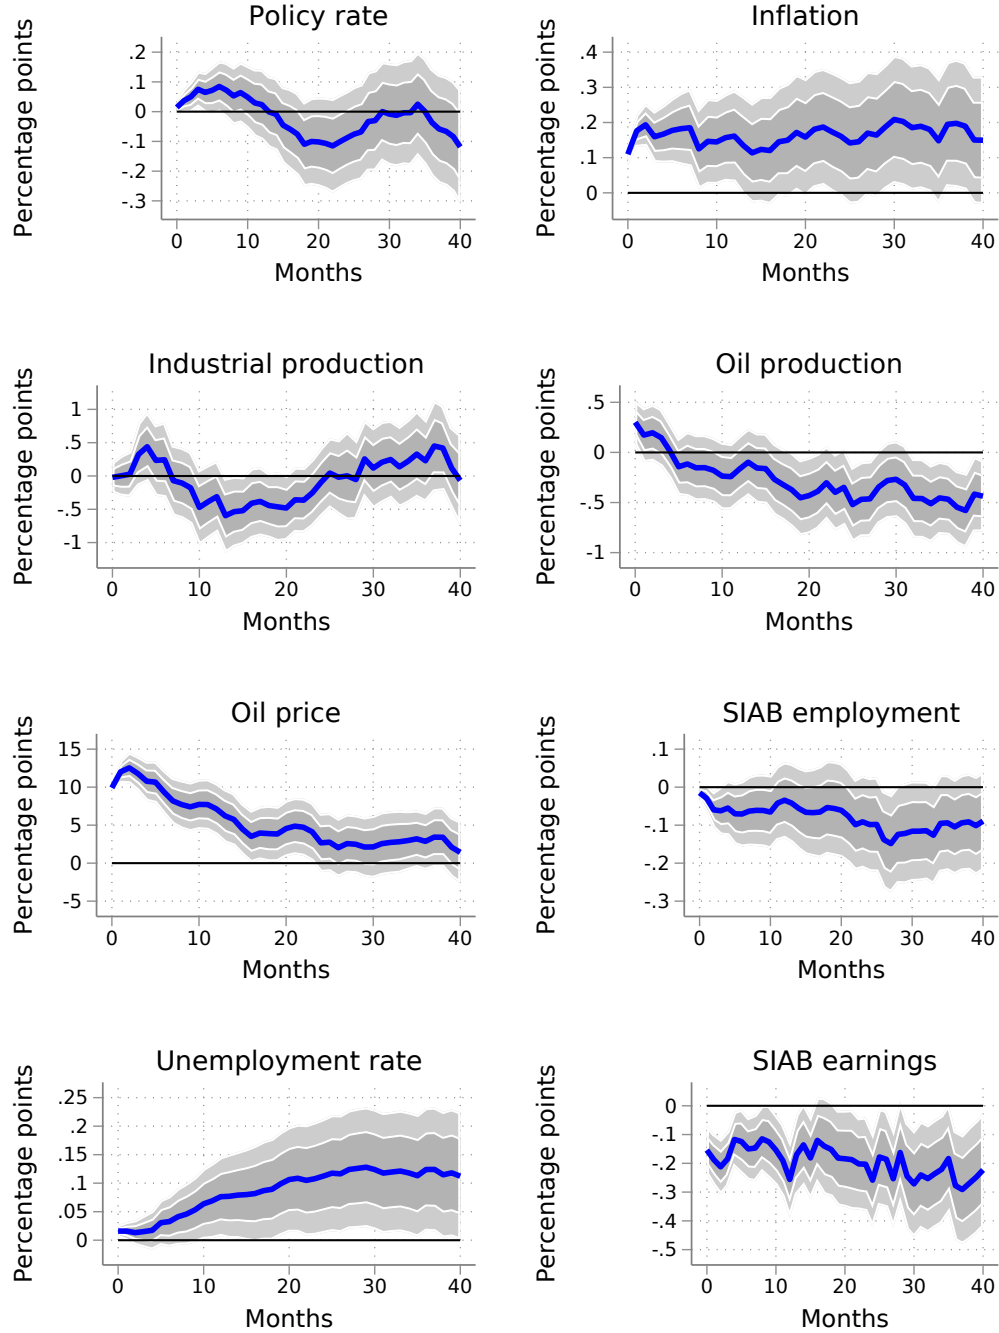 Policy rate
Percentage points
.2
.1
0
-.1
-.2
-.3
0 10 20 30 40
Months
Inflation
Percentage points
.4
.3
.2
.1
0
0 10 20 30 40
Months
Industrial production
Percentage points
1
.5
0
-.5
-1
0 10 20 30 40
Months
Oil production
Percentage points
.5
0
-.5
-1
0 10 20 30 40
Months
Oil price
Percentage points
15
10
5
0
-5
0 10 20 30 40
Months
SIAB employment
Percentage points
.1
0
-.1
-.2
-.3
0 10 20 30 40
Months
Unemployment rate
Percentage points
.25
.2
.15
.1
.05
0
0 10 20 30 40
Months
SIAB earnings
Percentage points
0
-.1
-.2
-.3
-.4
-.5
0 10 20 30 40
Months